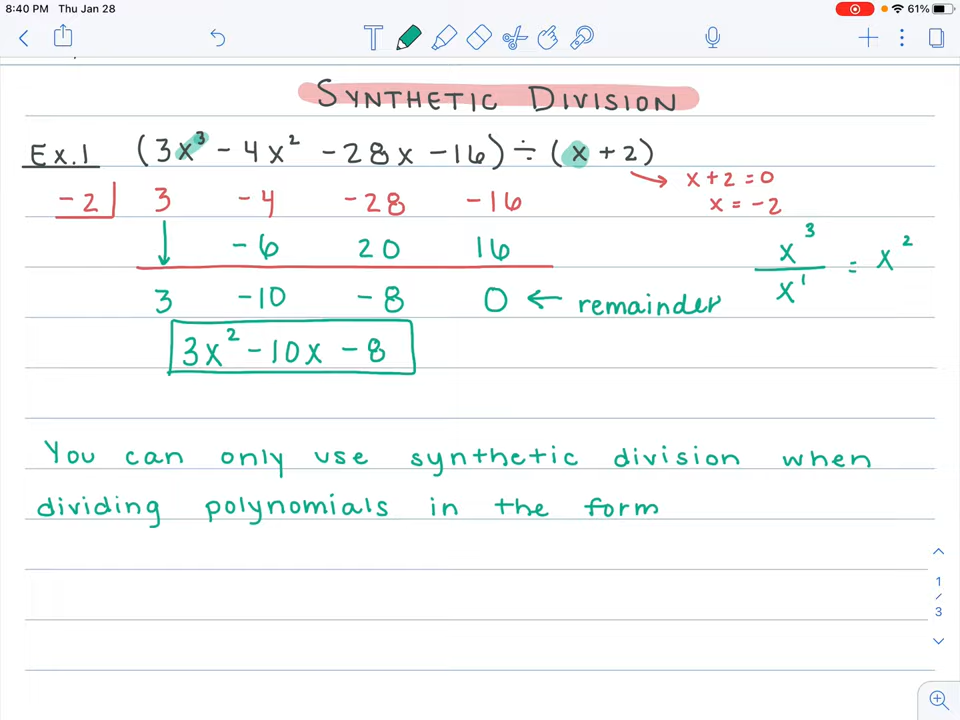 8:40 PM Thu Jan 28
61%
T
SYNTHETIC DIVISION
Ex.1 (3x³ - 4x² - 28x - 16) ÷ (x + 2)
x + 2 = 0
x = -2
-2 | 3 -4 -28 -16
↓ -6 20 16
3 -10 -8 0 ← remainder
x³/x¹ = x²
3x² - 10x - 8
You can only use synthetic division when
dividing polynomials in the form
1
/
3